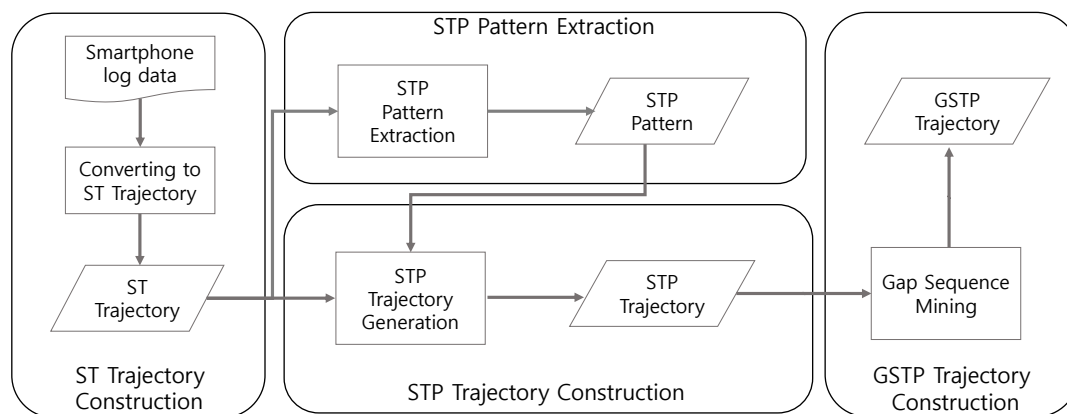 Smartphone
log data
Converting to
ST Trajectory
ST
Trajectory
ST Trajectory
Construction
STP Pattern Extraction
STP
Pattern
Extraction
STP
Pattern
STP
Trajectory
Generation
STP
Trajectory
STP Trajectory Construction
GSTP
Trajectory
Gap Sequence
Mining
GSTP Trajectory
Construction